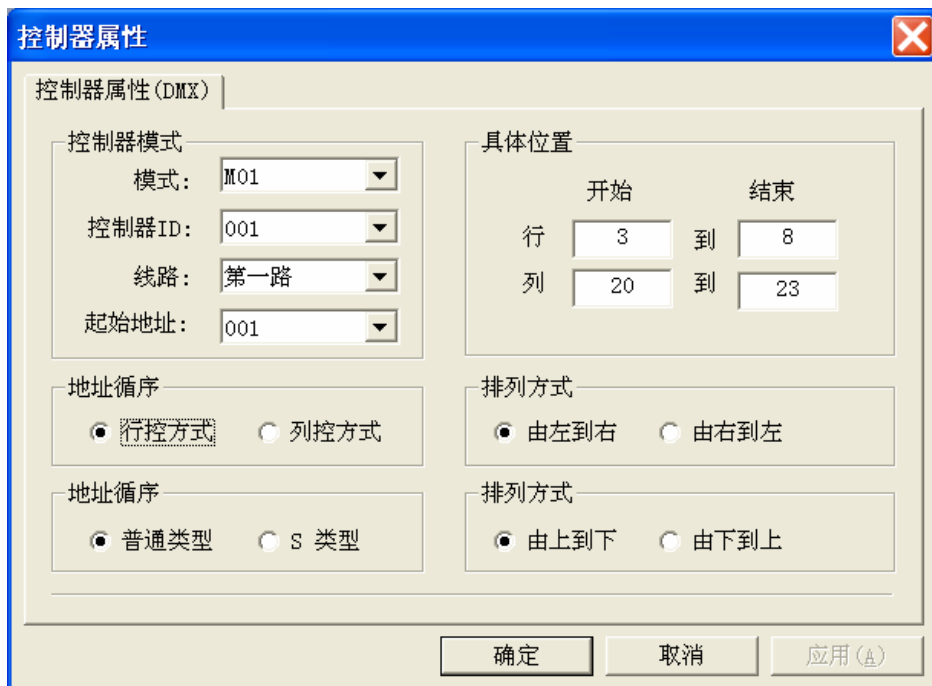 控制器属性
控制器属性(DMX)
控制器模式
模式: M01
控制器ID: 001
线路: 第一路
起始地址: 001
具体位置
开始 结束
行 3 到 8
列 20 到 23
地址循序
行控方式 列控方式
排列方式
由左到右 由右到左
地址循序
普通类型 S 类型
排列方式
由上到下 由下到上
确定 取消 应用(A)